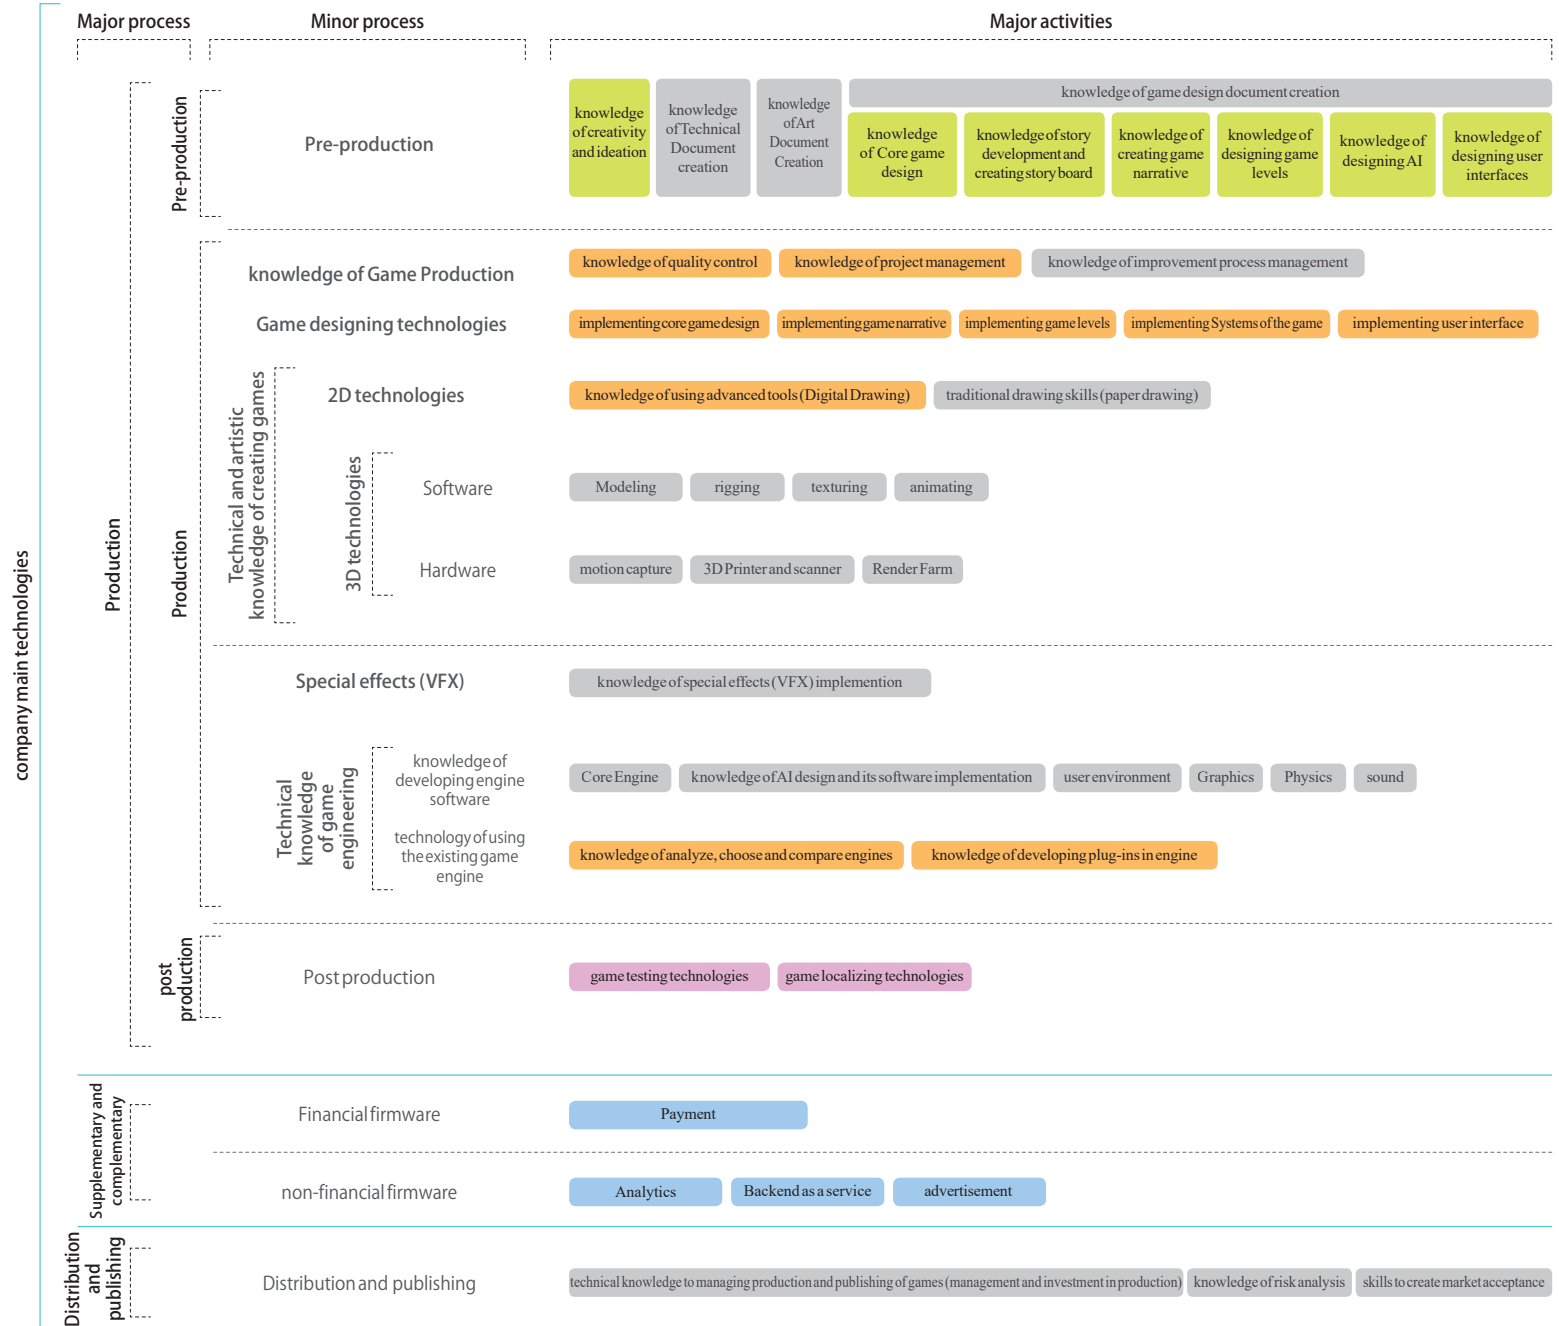 Major process
Minor process
Major activities
company main technologies
Production
Pre-production
Pre-production
knowledge
of creativity
and ideation
knowledge
of Technical
Document
creation
knowledge
of Art
Document
Creation
knowledge of game design document creation
knowledge
of Core game
design
knowledge of story
development and
creating story board
knowledge of
creating game
narrative
knowledge of
designing game
levels
knowledge of
designing AI
knowledge of
designing user
interfaces
Production
knowledge of Game Production
knowledge of quality control
knowledge of project management
knowledge of improvement process management
Game designing technologies
implementing core game design
implementing game narrative
implementing game levels
implementing Systems of the game
implementing user interface
Technical and artistic
knowledge of creating games
2D technologies
knowledge of using advanced tools (Digital Drawing)
traditional drawing skills (paper drawing)
3D technologies
Software
Modeling
rigging
texturing
animating
Hardware
motion capture
3D Printer and scanner
Render Farm
Special effects (VFX)
knowledge of special effects (VFX) implemention
Technical
knowledge
of game
engineering
knowledge of
developing engine
software
Core Engine
knowledge of AI design and its software implementation
user environment
Graphics
Physics
sound
technology of using
the existing game
engine
knowledge of analyze, choose and compare engines
knowledge of developing plug-ins in engine
post
production
Post production
game testing technologies
game localizing technologies
Supplementary and
complementary
Financial firmware
Payment
non-financial firmware
Analytics
Backend as a service
advertisement
Distribution
and
publishing
Distribution and publishing
technical knowledge to managing production and publishing of games (management and investment in production)
knowledge of risk analysis
skills to create market acceptance